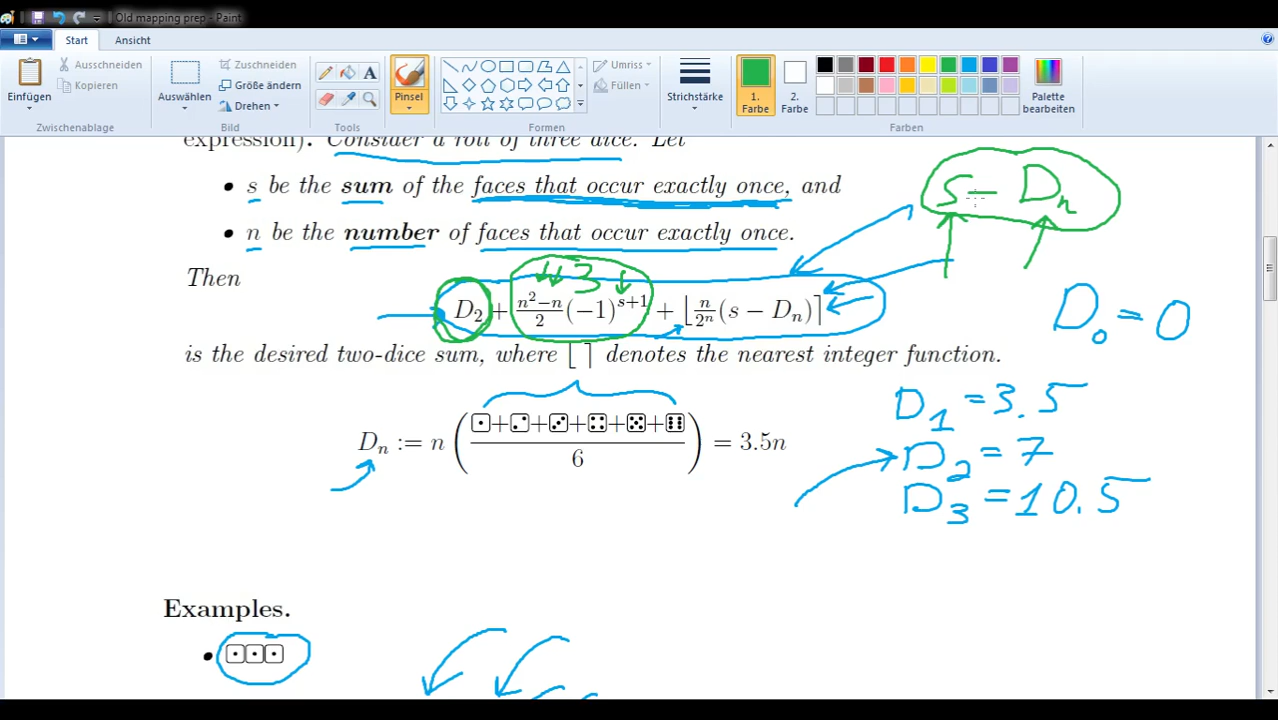 Old mapping prep - Paint
Start Ansicht
Einfügen
Ausschneiden
Kopieren
Zwischenablage
Auswählen
Zuschneiden
Größe ändern
Drehen
Bild
A
Tools
Pinsel
Formen
Umriss
Füllen
Strichstärke
1. Farbe
2. Farbe
Palette bearbeiten
Farben
expression). Consider a roll of three dice. Let
• s be the sum of the faces that occur exactly once, and
s – Dₙ
• n be the number of faces that occur exactly once.
Then
3
D₂ + (n²−n)/2 (−1)^(s+1) + ⌊n/2ⁿ (s − Dₙ)⌉
D₀ = 0
is the desired two-dice sum, where ⌊ ⌉ denotes the nearest integer function.
D₁ = 3.5
Dₙ := n ((⚀+⚁+⚂+⚃+⚄+⚅)/6) = 3.5n
D₂ = 7
D₃ = 10.5
Examples.
• ⚀⚀⚀